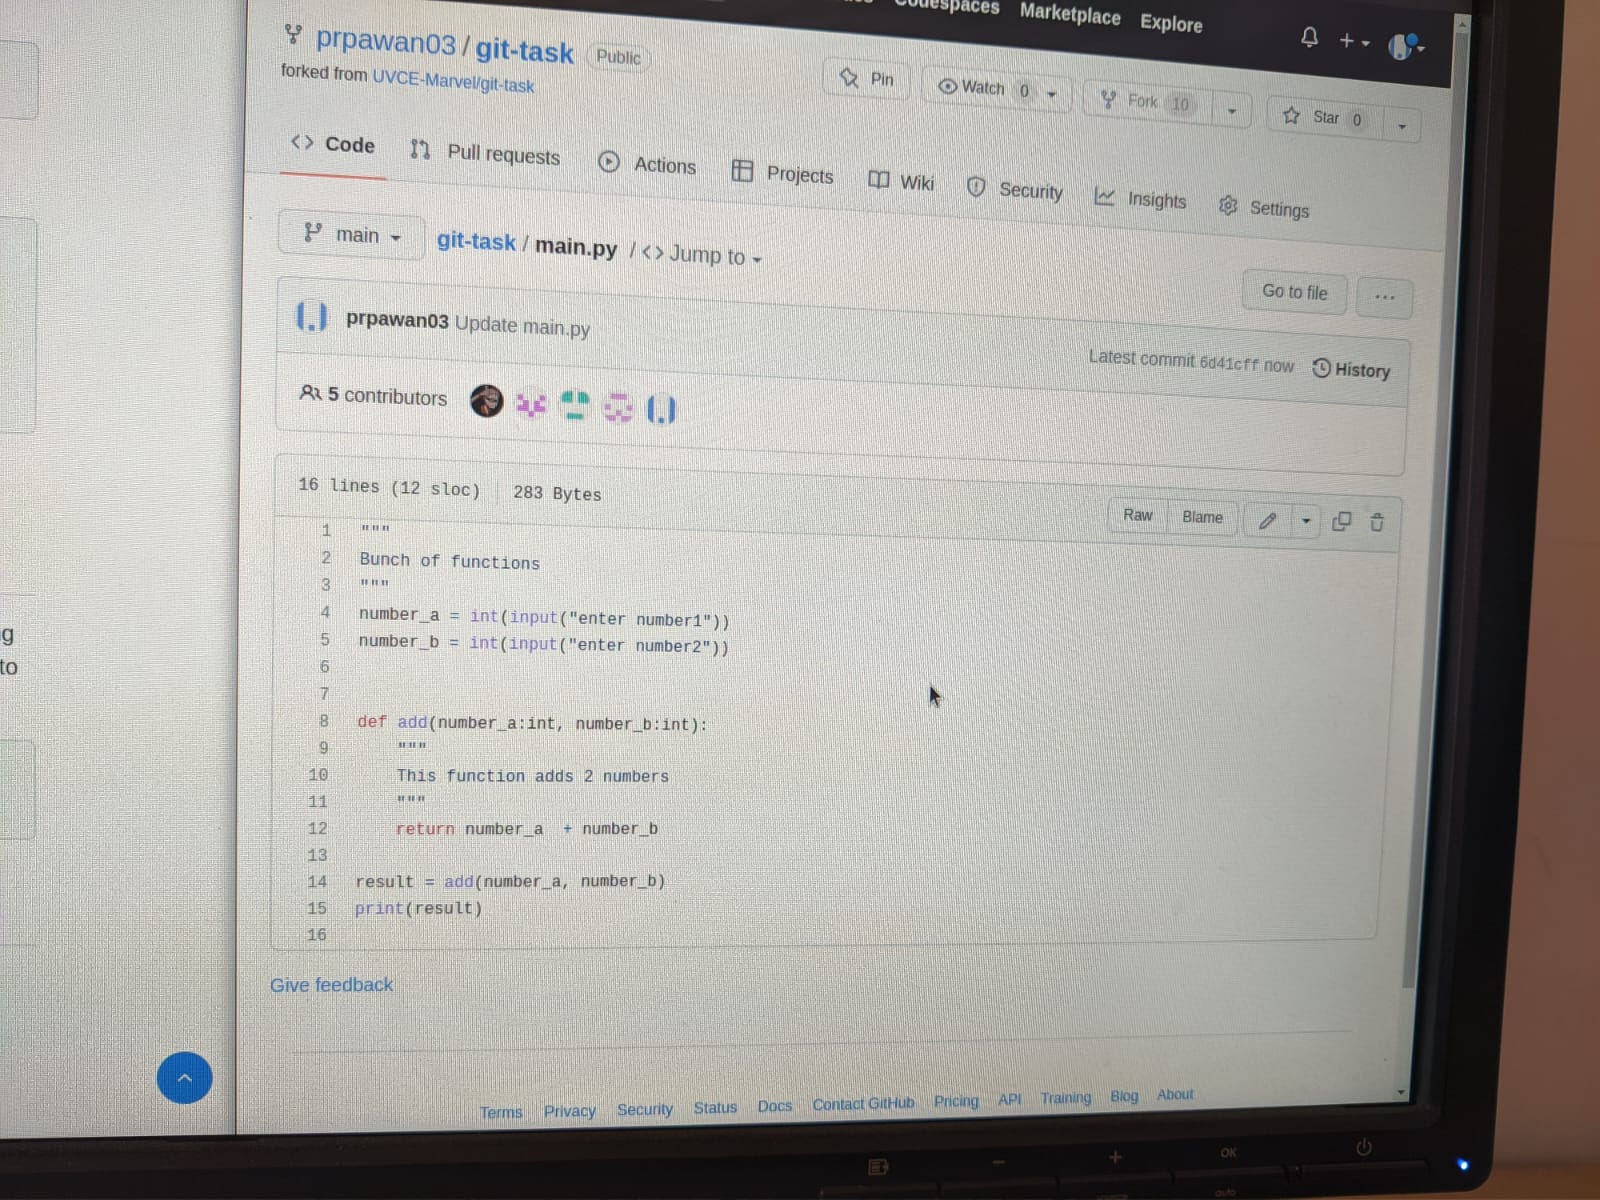 Codespaces Marketplace Explore
prpawan03 / git-task Public
forked from UVCE-Marvel/git-task
Pin
Watch 0
Fork 10
Star 0
Code
Pull requests
Actions
Projects
Wiki
Security
Insights
Settings
main
git-task / main.py / <> Jump to
Go to file
...
prpawan03 Update main.py
Latest commit 6d41cff now
History
5 contributors
16 lines (12 sloc) 283 Bytes
Raw
Blame
1 """
2 Bunch of functions
3 """
4 number_a = int(input("enter number1"))
5 number_b = int(input("enter number2"))
6
7
8 def add(number_a:int, number_b:int):
9 """
10 This function adds 2 numbers
11 """
12 return number_a  + number_b
13
14 result = add(number_a, number_b)
15 print(result)
16
g
to
Give feedback
Terms Privacy Security Status Docs Contact GitHub Pricing API Training Blog About
OK
auto